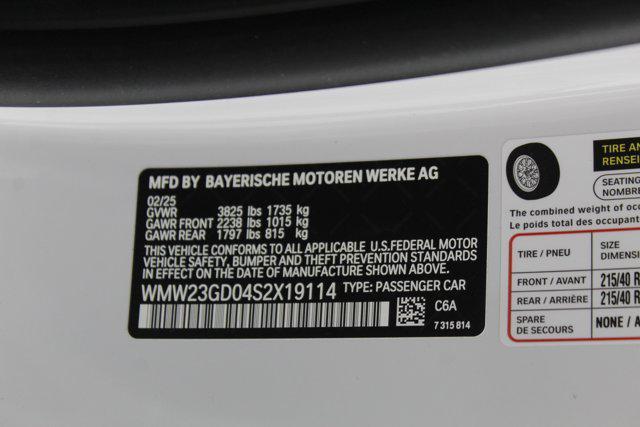 MFD BY BAYERISCHE MOTOREN WERKE AG
02/25
GVWR 3825 lbs 1735 kg
GAWR FRONT 2238 lbs 1015 kg
GAWR REAR 1797 lbs 815 kg
THIS VEHICLE CONFORMS TO ALL APPLICABLE U.S.FEDERAL MOTOR
VEHICLE SAFETY, BUMPER AND THEFT PREVENTION STANDARDS
IN EFFECT ON THE DATE OF MANUFACTURE SHOWN ABOVE.
WMW23GD04S2X19114 TYPE: PASSENGER CAR
C6A
7 315 814
TIRE AN
RENSEI
SEATING
NOMBRE
The combined weight of occ
Le poids total des occupant
TIRE / PNEU SIZE
DIMENSI
FRONT / AVANT 215/40 R
REAR / ARRIÈRE 215/40 R
SPARE
DE SECOURS NONE / A